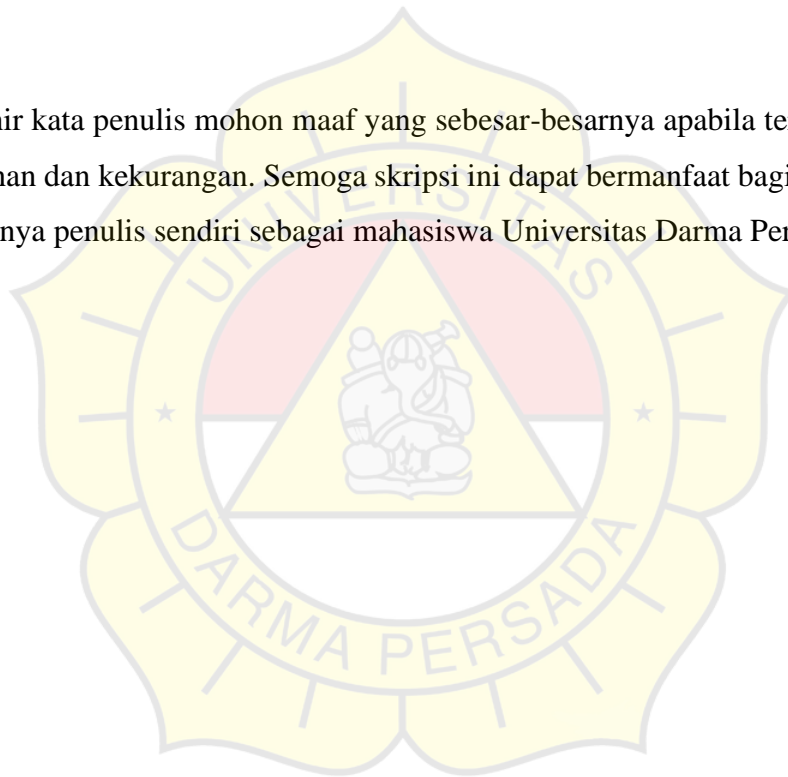 ir kata penulis mohon maaf yang sebesar-besarnya apabila te
an dan kekurangan. Semoga skripsi ini dapat bermanfaat bagi
nya penulis sendiri sebagai mahasiswa Universitas Darma Per
UNIVERSITAS
DARMA PERSADA